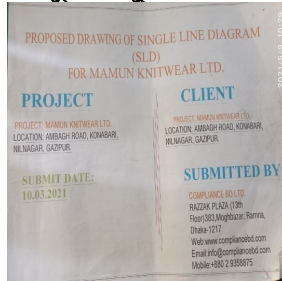 PROPOSED DRAWING OF SINGLE LINE DIAGRAM
(SLD)
FOR MAMUN KNITWEAR LTD.
PROJECT
PROJECT: MAMUN KNITWEAR LTD.
LOCATION: AMBAGH ROAD, KONABARI,
NILNAGAR, GAZIPUR.
SUBMIT DATE:
10.03.2021
CLIENT
PROJECT: MAMUN KNITWEAR LTD.
LOCATION: AMBAGH ROAD, KONABARI,
NILNAGAR, GAZIPUR.
SUBMITTED BY
COMPLIANCE BD LTD.
RAZZAK PLAZA (13th
Floor)383,Moghbazar, Ramna,
Dhaka-1217
Web:www.compliancebd.com
Email:info@compliancebd.com
Mobile:+880 2 9358875